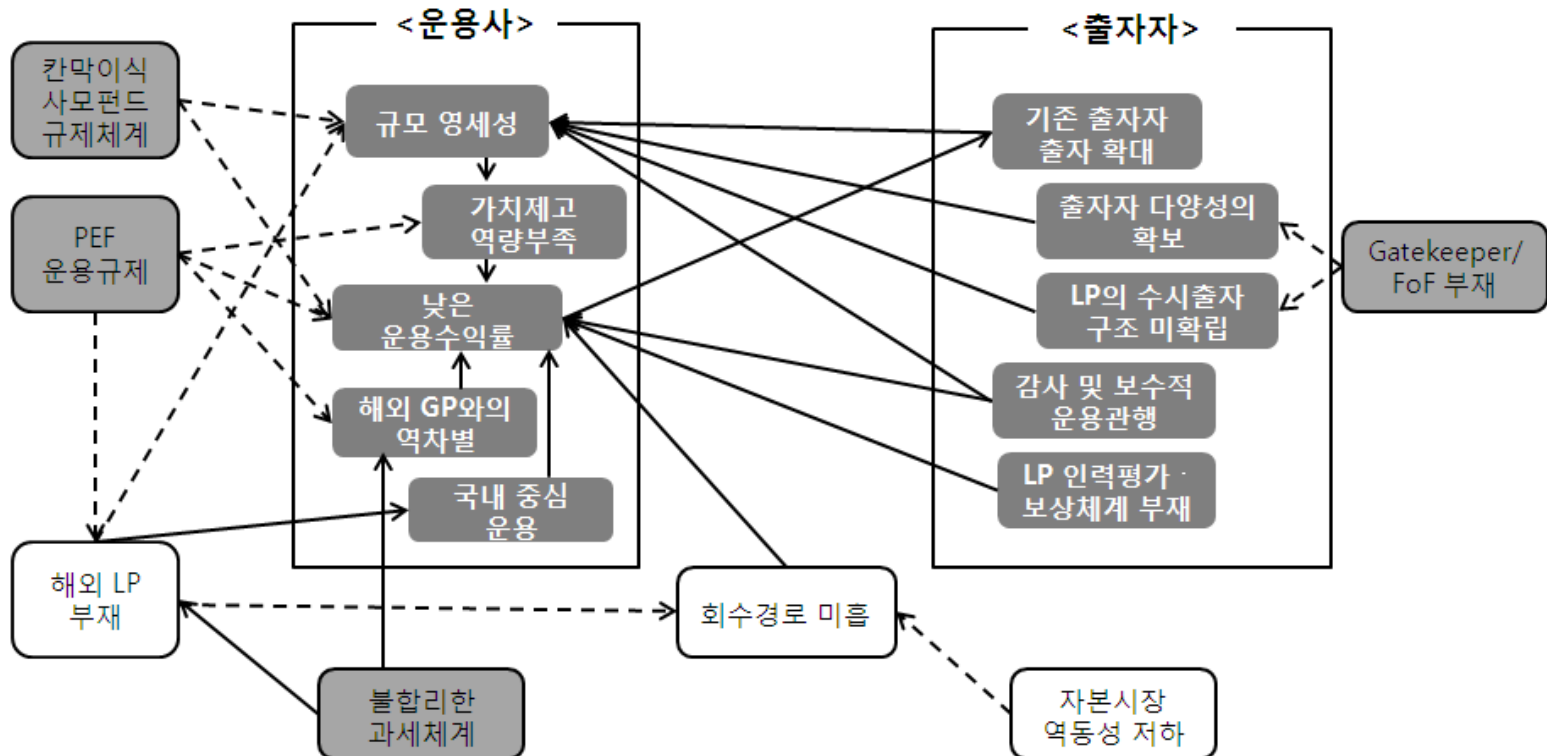 <운용사>
<출자자>
칸막이식
사모펀드
규제체계
PEF
운용규제
해외 LP
부재
규모 영세성
가치제고
역량부족
낮은
운용수익률
해외 GP와의
역차별
국내 중심
운용
불합리한
과세체계
회수경로 미흡
기존 출자자
출자 확대
출자자 다양성의
확보
LP의 수시출자
구조 미확립
감사 및 보수적
운용관행
LP 인력평가 ·
보상체계 부재
Gatekeeper/
FoF 부재
자본시장
역동성 저하